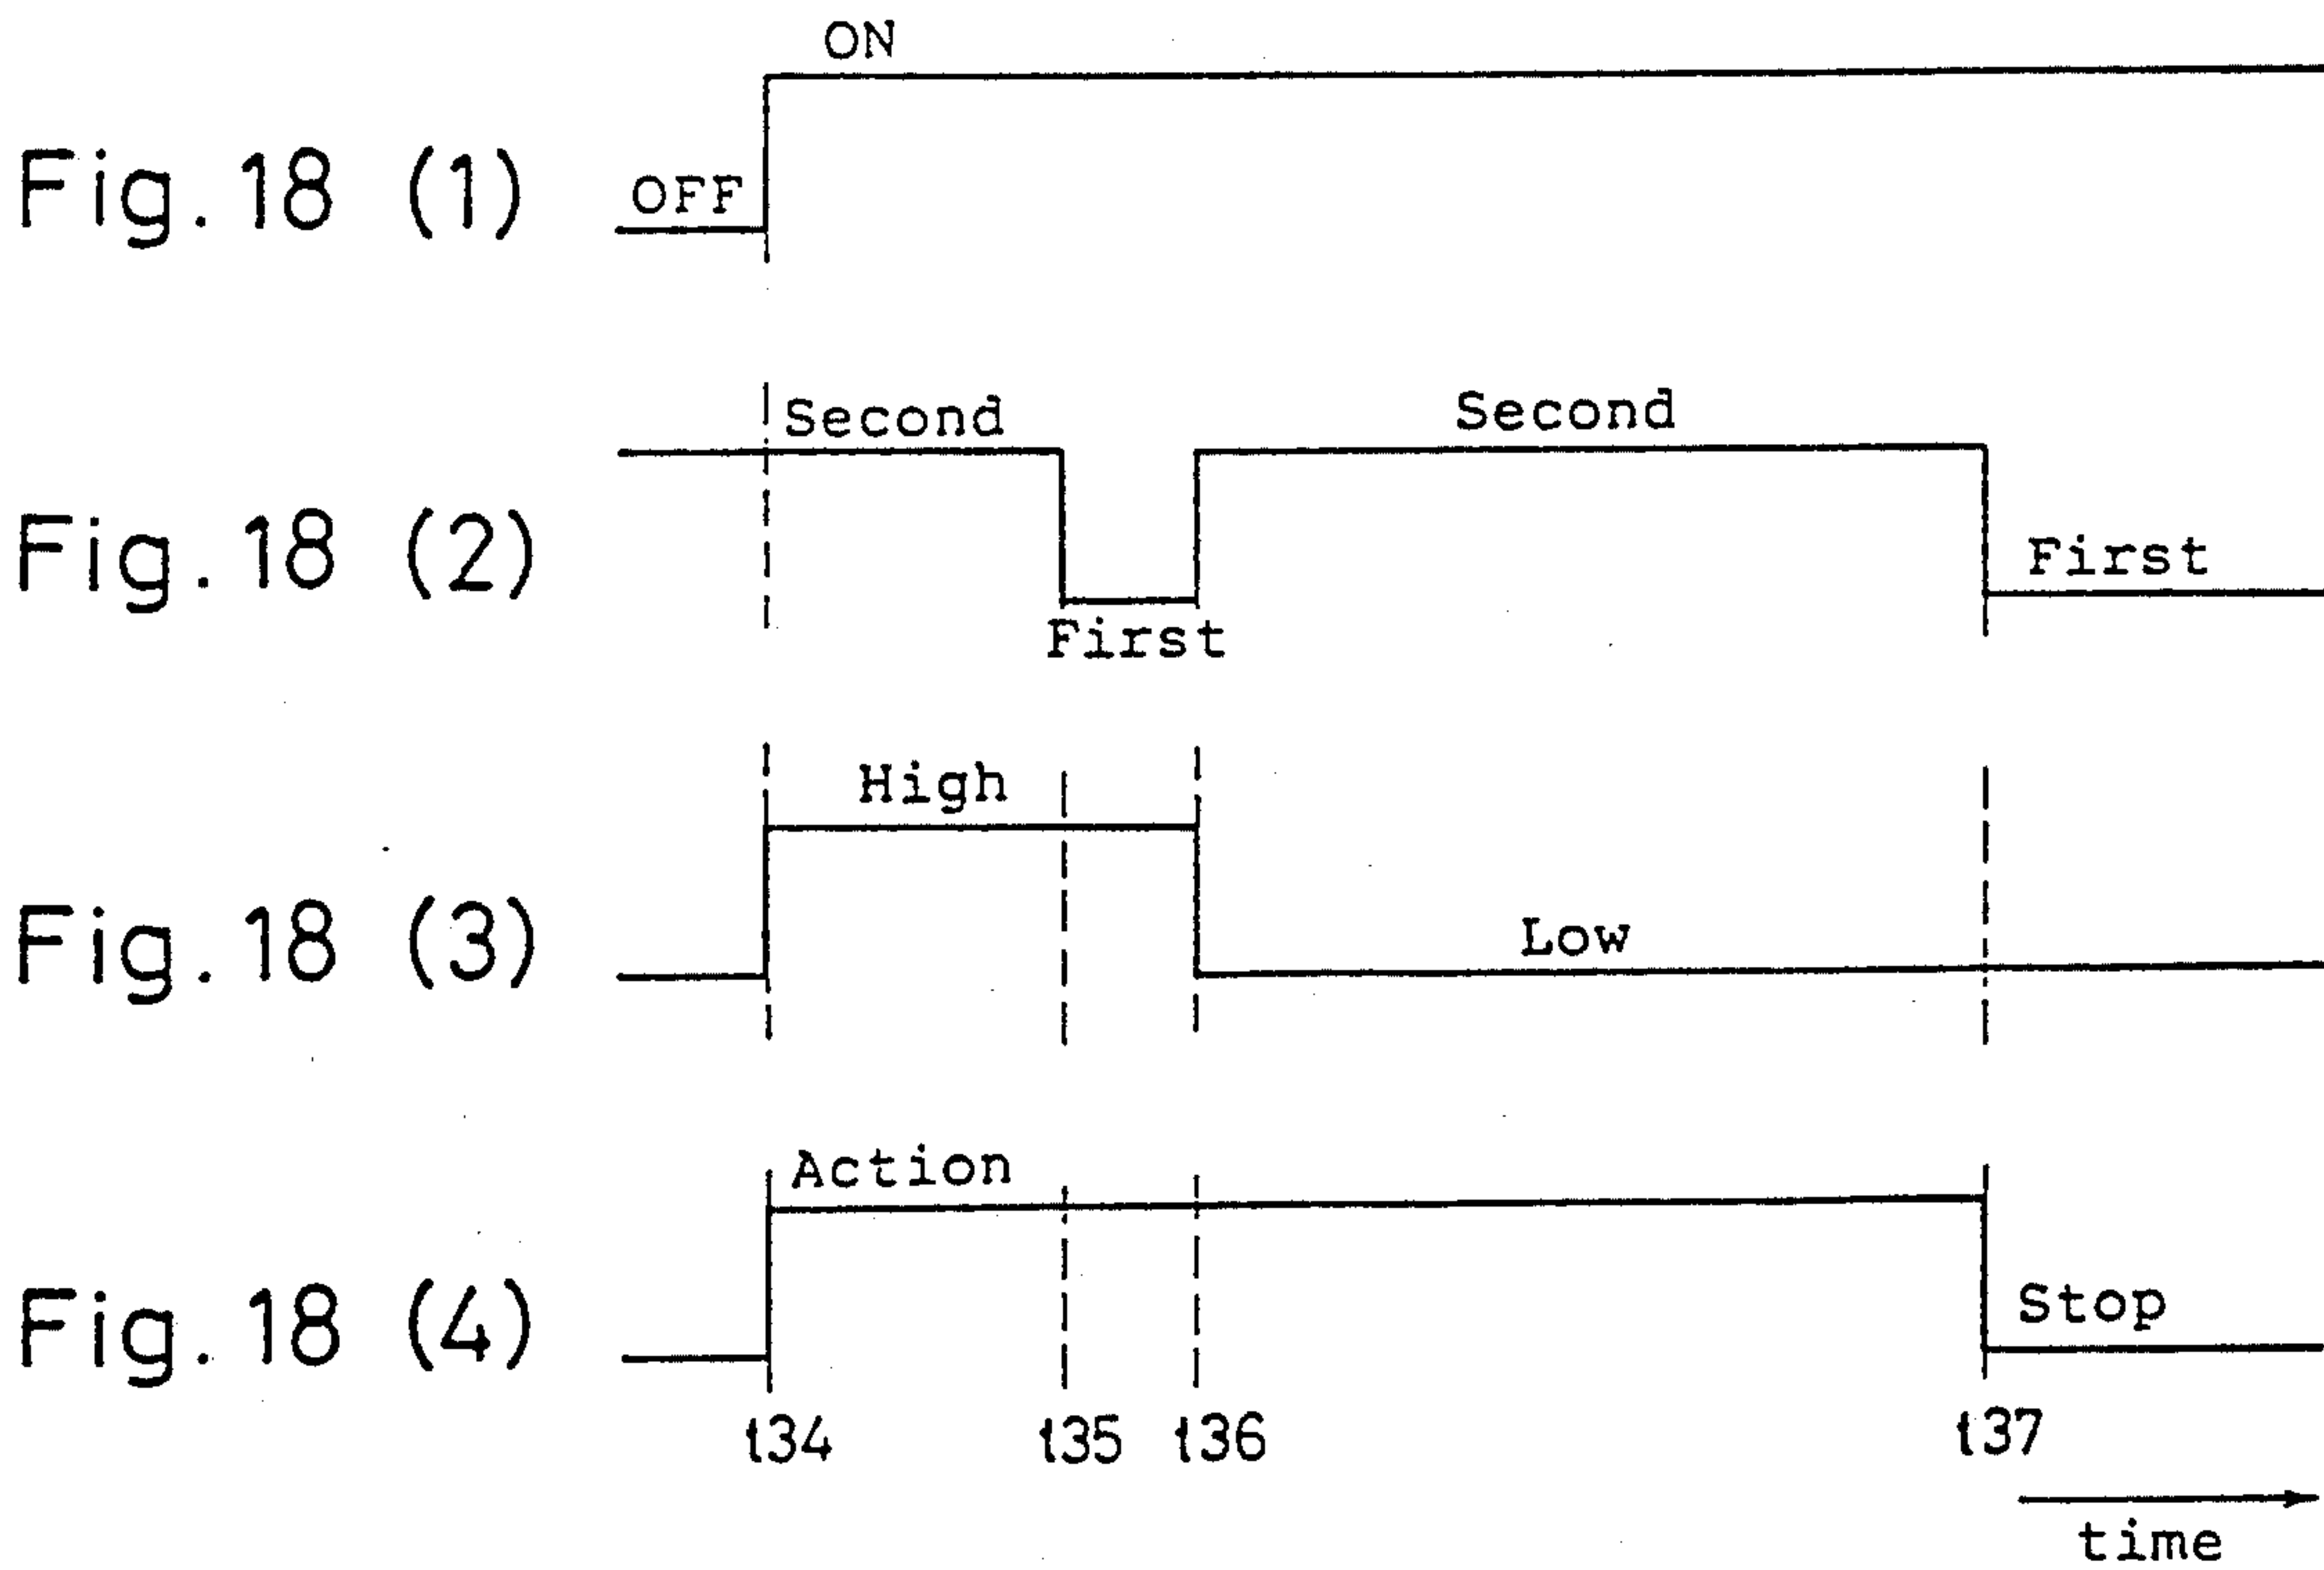 ON
Fig. 18 (1)
OFF
Second
Second
Fig. 18 (2)
First
First
High
Fig. 18 (3)
Low
Action
Fig. 18 (4)
Stop
t34 t35 t36 t37
time